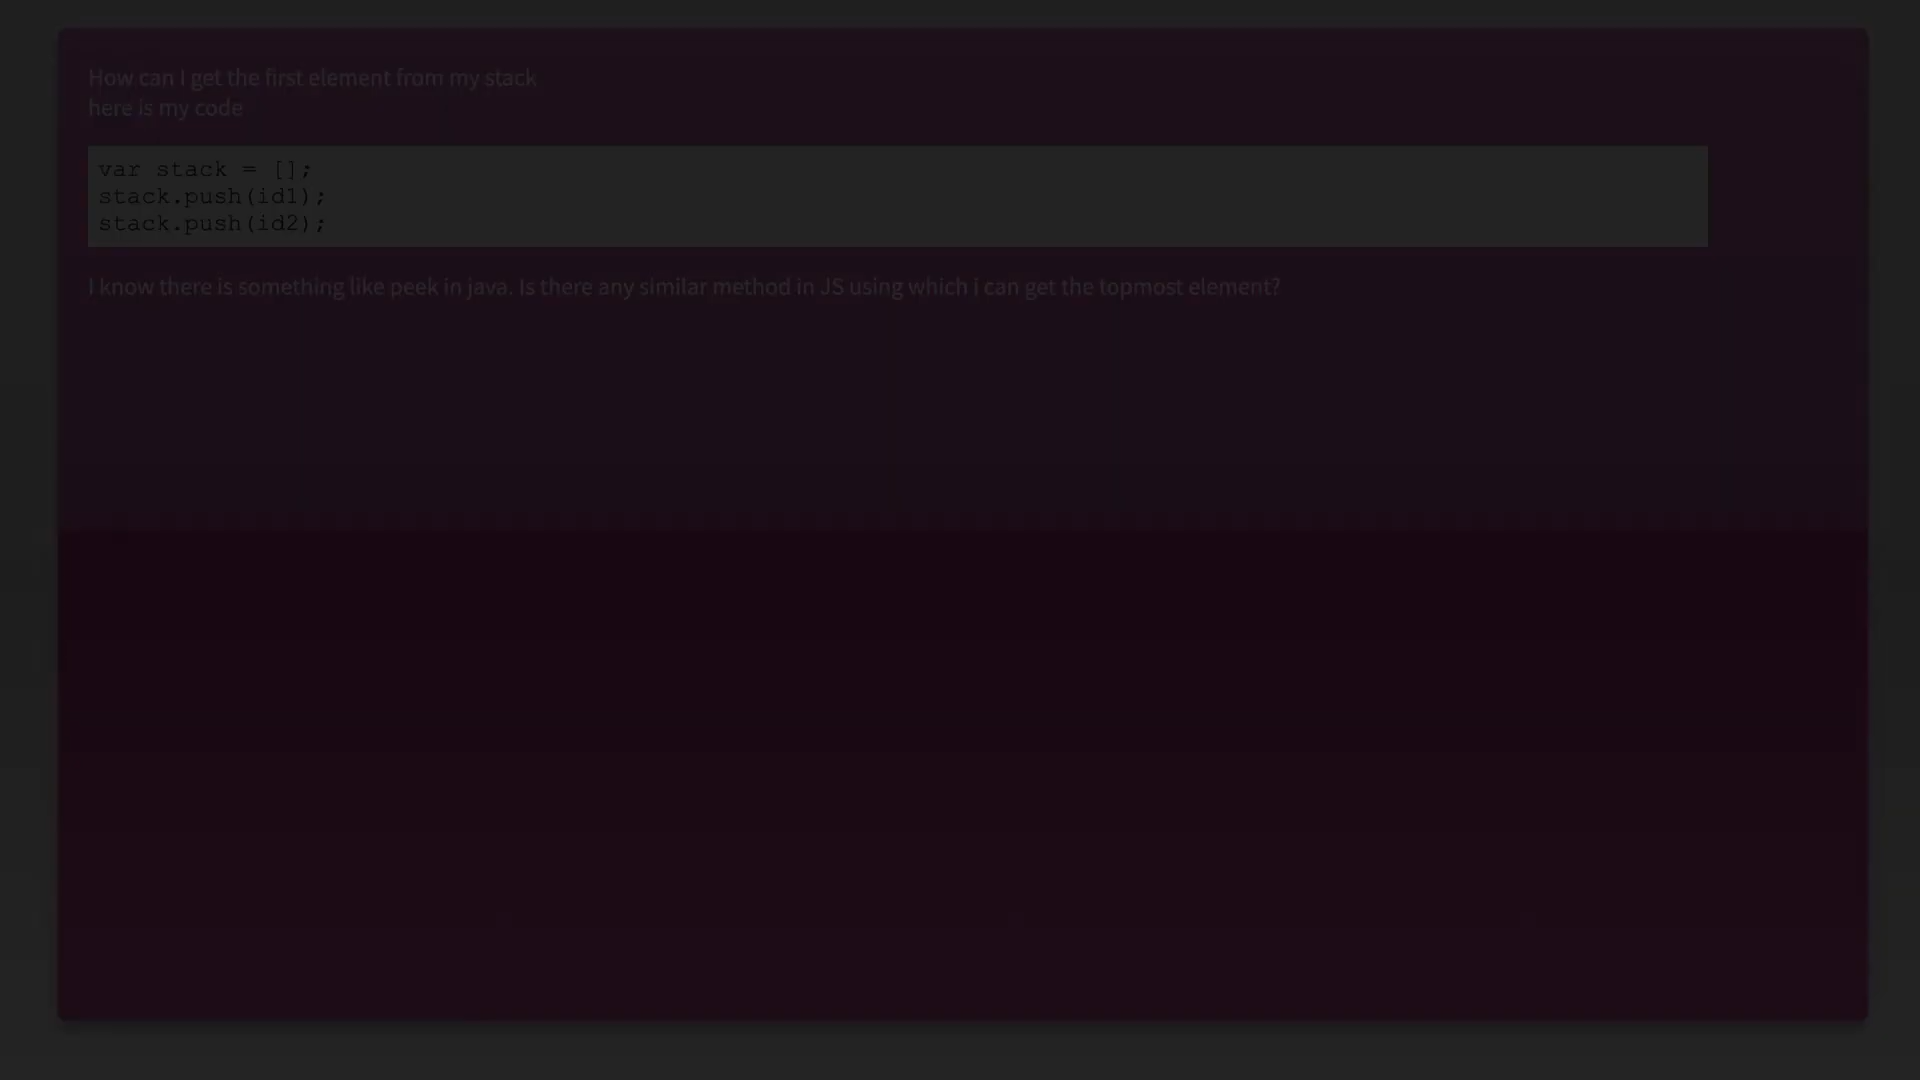 How can I get the first element from my stack
here is my code
var stack = [];
stack.push(id1);
stack.push(id2);
I know there is something like peek in java. Is there any similar method in JS using which i can get the topmost element?